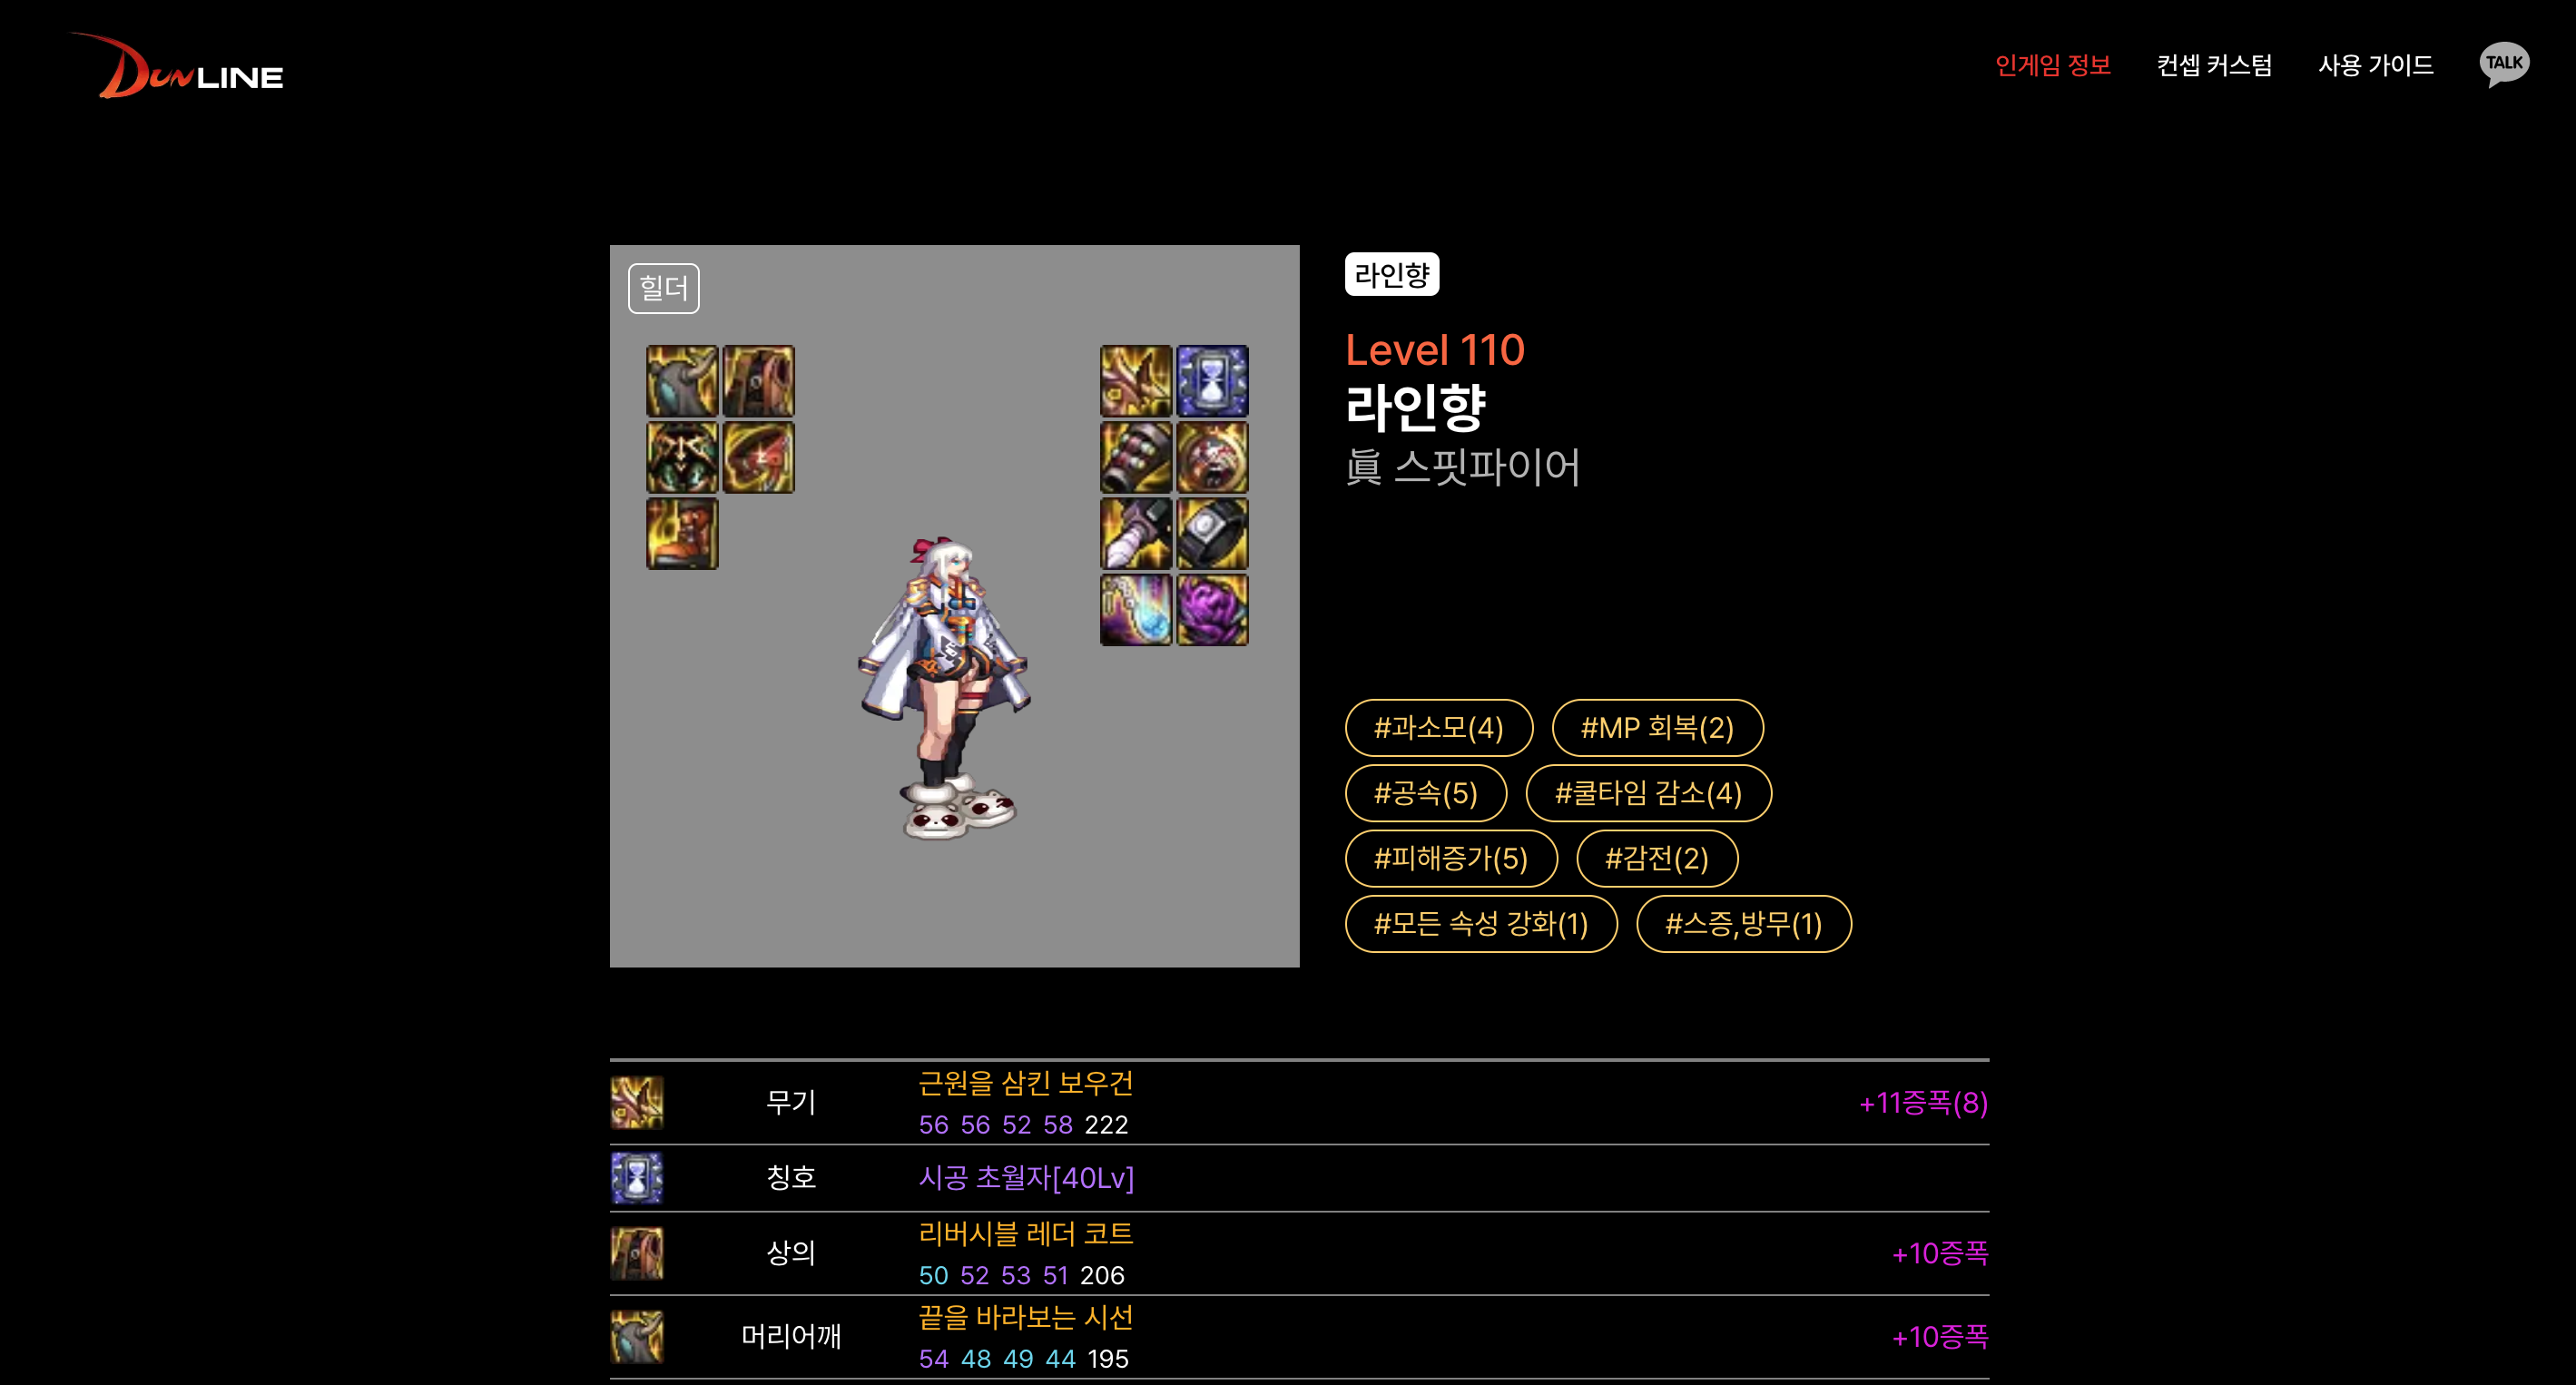 DunLINE
인게임 정보 컨셉 커스텀 사용 가이드 TALK
힐더
라인향
Level 110
라인향
眞 스핏파이어
#과소모(4) #MP 회복(2)
#공속(5) #쿨타임 감소(4)
#피해증가(5) #감전(2)
#모든 속성 강화(1) #스증,방무(1)
무기 근원을 삼킨 보우건 +11증폭(8)
56 56 52 58 222
칭호 시공 초월자[40Lv]
상의 리버시블 레더 코트 +10증폭
50 52 53 51 206
머리어깨 끝을 바라보는 시선 +10증폭
54 48 49 44 195